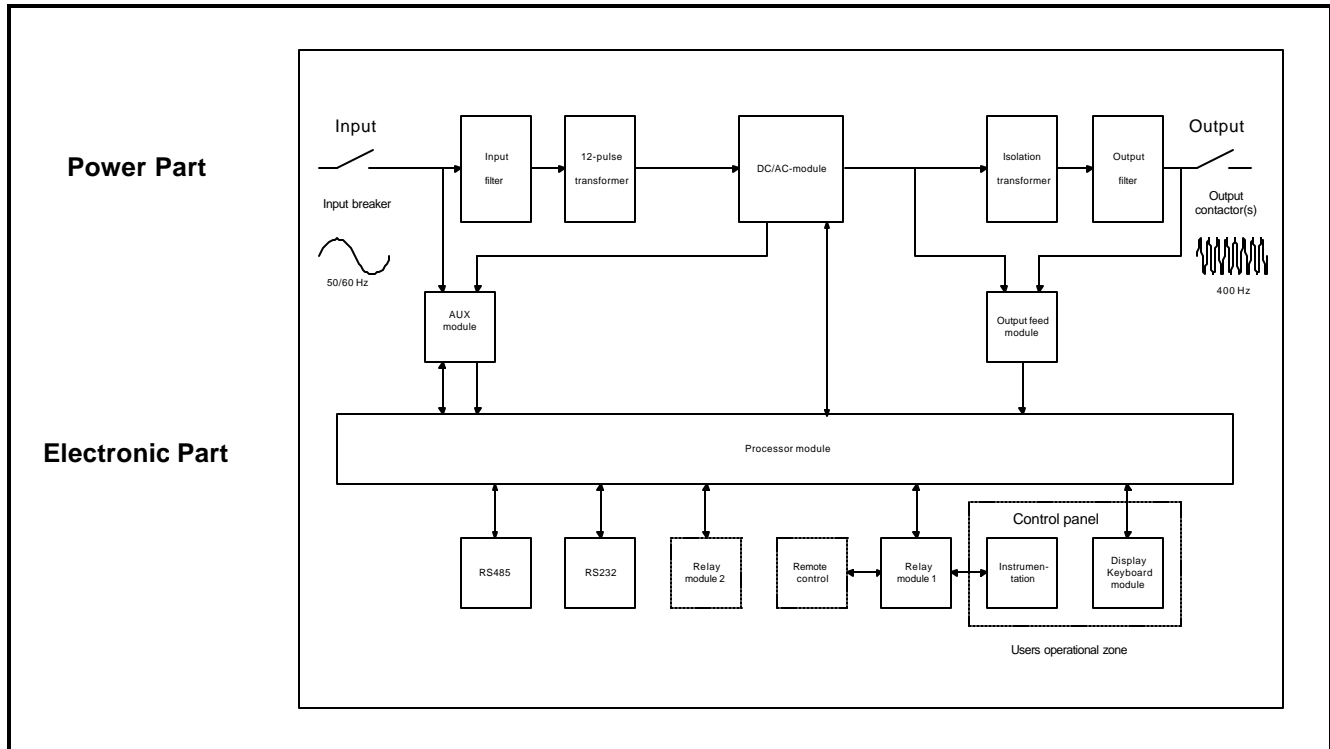 Power Part
Input
Input breaker
50/60 Hz
Input
filter
12-pulse
transformer
DC/AC-module
Isolation
transformer
Output
filter
Output
Output
contactor(s)
400 Hz
AUX
module
Output feed
module
Electronic Part
Processor module
RS485
RS232
Relay
module 2
Remote
control
Relay
module 1
Control panel
Instrumen-
tation
Display
Keyboard
module
Users operational zone